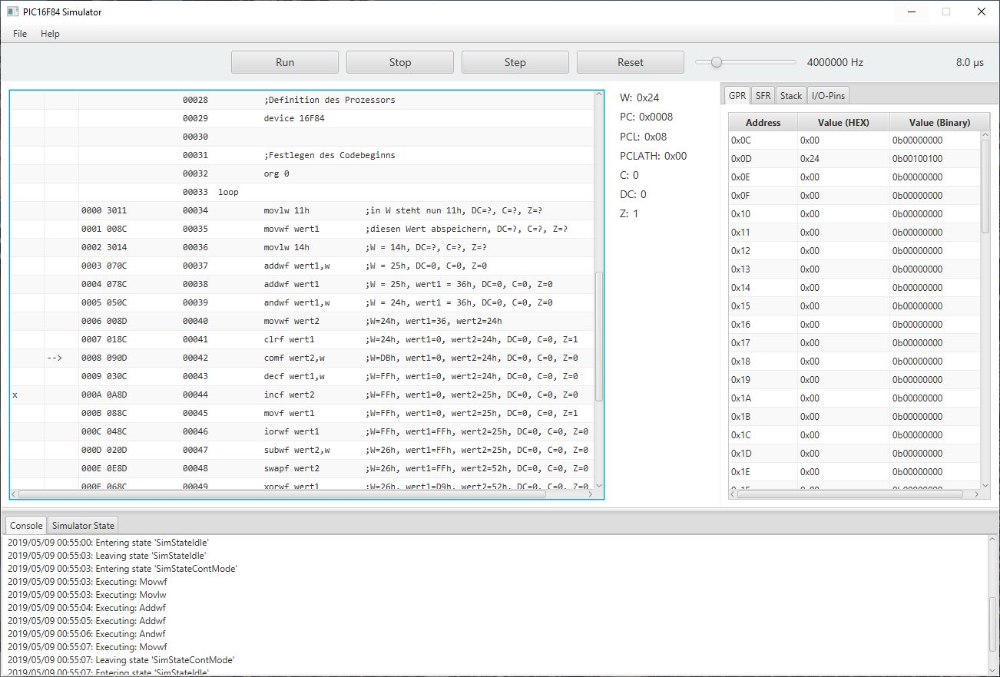 PIC16F84 Simulator
File Help
Run Stop Step Reset 4000000 Hz 8.0 µs
00028 ;Definition des Prozessors
00029 device 16F84
00030
00031 ;Festlegen des Codebeginns
00032 org 0
00033 loop
0000 3011 00034 movlw 11h ;in W steht nun 11h, DC=?, C=?, Z=?
0001 008C 00035 movwf wert1 ;diesen Wert abspeichern, DC=?, C=?, Z=?
0002 3014 00036 movlw 14h ;W = 14h, DC=?, C=?, Z=?
0003 070C 00037 addwf wert1,w ;W = 25h, DC=0, C=0, Z=0
0004 078C 00038 addwf wert1 ;W = 25h, wert1 = 36h, DC=0, C=0, Z=0
0005 050C 00039 andwf wert1,w ;W = 24h, wert1 = 36h, DC=0, C=0, Z=0
0006 008D 00040 movwf wert2 ;W=24h, wert1=36, wert2=24h
0007 018C 00041 clrf wert1 ;W=24h, wert1=0, wert2=24h, DC=0, C=0, Z=1
--> 0008 090D 00042 comf wert2,w ;W=DBh, wert1=0, wert2=24h, DC=0, C=0, Z=0
0009 030C 00043 decf wert1,w ;W=FFh, wert1=0, wert2=24h, DC=0, C=0, Z=0
x 000A 0A8D 00044 incf wert2 ;W=FFh, wert1=0, wert2=25h, DC=0, C=0, Z=0
000B 088C 00045 movf wert1 ;W=FFh, wert1=0, wert2=25h, DC=0, C=0, Z=1
000C 048C 00046 iorwf wert1 ;W=FFh, wert1=FFh, wert2=25h, DC=0, C=0, Z=0
000D 020D 00047 subwf wert2,w ;W=26h, wert1=FFh, wert2=25h, DC=0, C=0, Z=0
000E 0E8D 00048 swapf wert2 ;W=26h, wert1=FFh, wert2=52h, DC=0, C=0, Z=0
000F 068C 00049 xorwf wert1 ;W=26h, wert1=D9h, wert2=52h, DC=0, C=0, Z=0
W: 0x24
PC: 0x0008
PCL: 0x08
PCLATH: 0x00
C: 0
DC: 0
Z: 1
GPR SFR Stack I/O-Pins
Address Value (HEX) Value (Binary)
0x0C 0x00 0b00000000
0x0D 0x24 0b00100100
0x0E 0x00 0b00000000
0x0F 0x00 0b00000000
0x10 0x00 0b00000000
0x11 0x00 0b00000000
0x12 0x00 0b00000000
0x13 0x00 0b00000000
0x14 0x00 0b00000000
0x15 0x00 0b00000000
0x16 0x00 0b00000000
0x17 0x00 0b00000000
0x18 0x00 0b00000000
0x19 0x00 0b00000000
0x1A 0x00 0b00000000
0x1B 0x00 0b00000000
0x1C 0x00 0b00000000
0x1D 0x00 0b00000000
0x1E 0x00 0b00000000
Console Simulator State
2019/05/09 00:55:00: Entering state 'SimStateIdle'
2019/05/09 00:55:03: Leaving state 'SimStateIdle'
2019/05/09 00:55:03: Entering state 'SimStateContMode'
2019/05/09 00:55:03: Executing: Movwf
2019/05/09 00:55:03: Executing: Movlw
2019/05/09 00:55:04: Executing: Addwf
2019/05/09 00:55:05: Executing: Addwf
2019/05/09 00:55:06: Executing: Andwf
2019/05/09 00:55:07: Executing: Movwf
2019/05/09 00:55:07: Leaving state 'SimStateContMode'
2019/05/09 00:55:07: Entering state 'SimStateIdle'